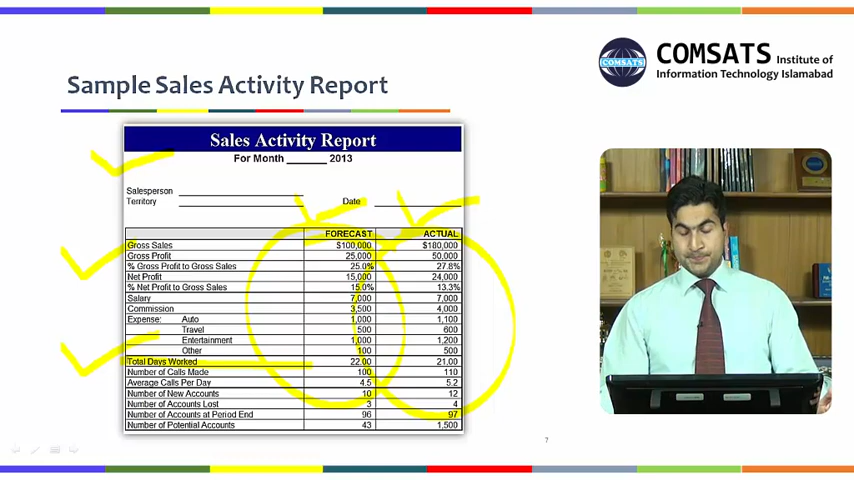 COMSATS Institute of
Information Technology Islamabad
COMSATS
Sample Sales Activity Report
Sales Activity Report
For Month ______ 2013
Salesperson
Territory Date
FORECAST ACTUAL
Gross Sales $100,000 $180,000
Gross Profit 25,000 50,000
% Gross Profit to Gross Sales 25.0% 27.8%
Net Profit 15,000 24,000
% Net Profit to Gross Sales 15.0% 13.3%
Salary 7,000 7,000
Commission 3,500 4,000
Expense: Auto 1,000 1,100
Travel 500 600
Entertainment 1,000 1,200
Other 100 500
Total Days Worked 22.00 21.00
Number of Calls Made 100 110
Average Calls Per Day 4.5 5.2
Number of New Accounts 10 12
Number of Accounts Lost 3 4
Number of Accounts at Period End 96 97
Number of Potential Accounts 43 1,500
7